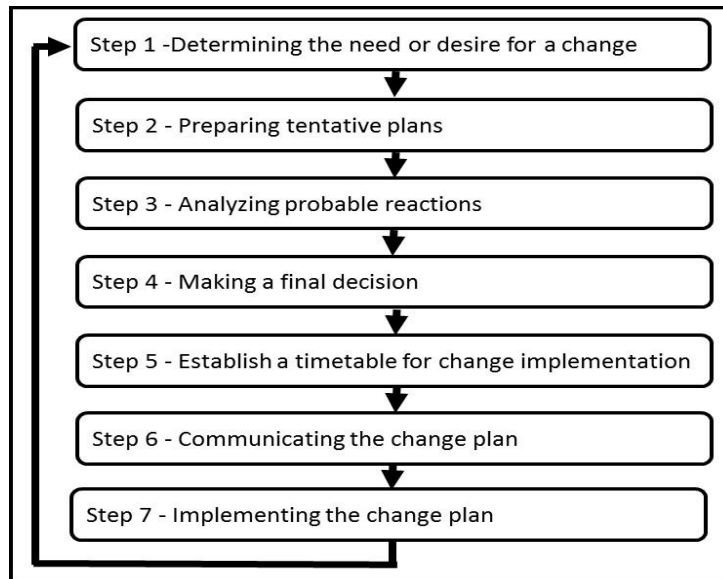 Step 1 -Determining the need or desire for a change
Step 2 - Preparing tentative plans
Step 3 - Analyzing probable reactions
Step 4 - Making a final decision
Step 5 - Establish a timetable for change implementation
Step 6 - Communicating the change plan
Step 7 - Implementing the change plan